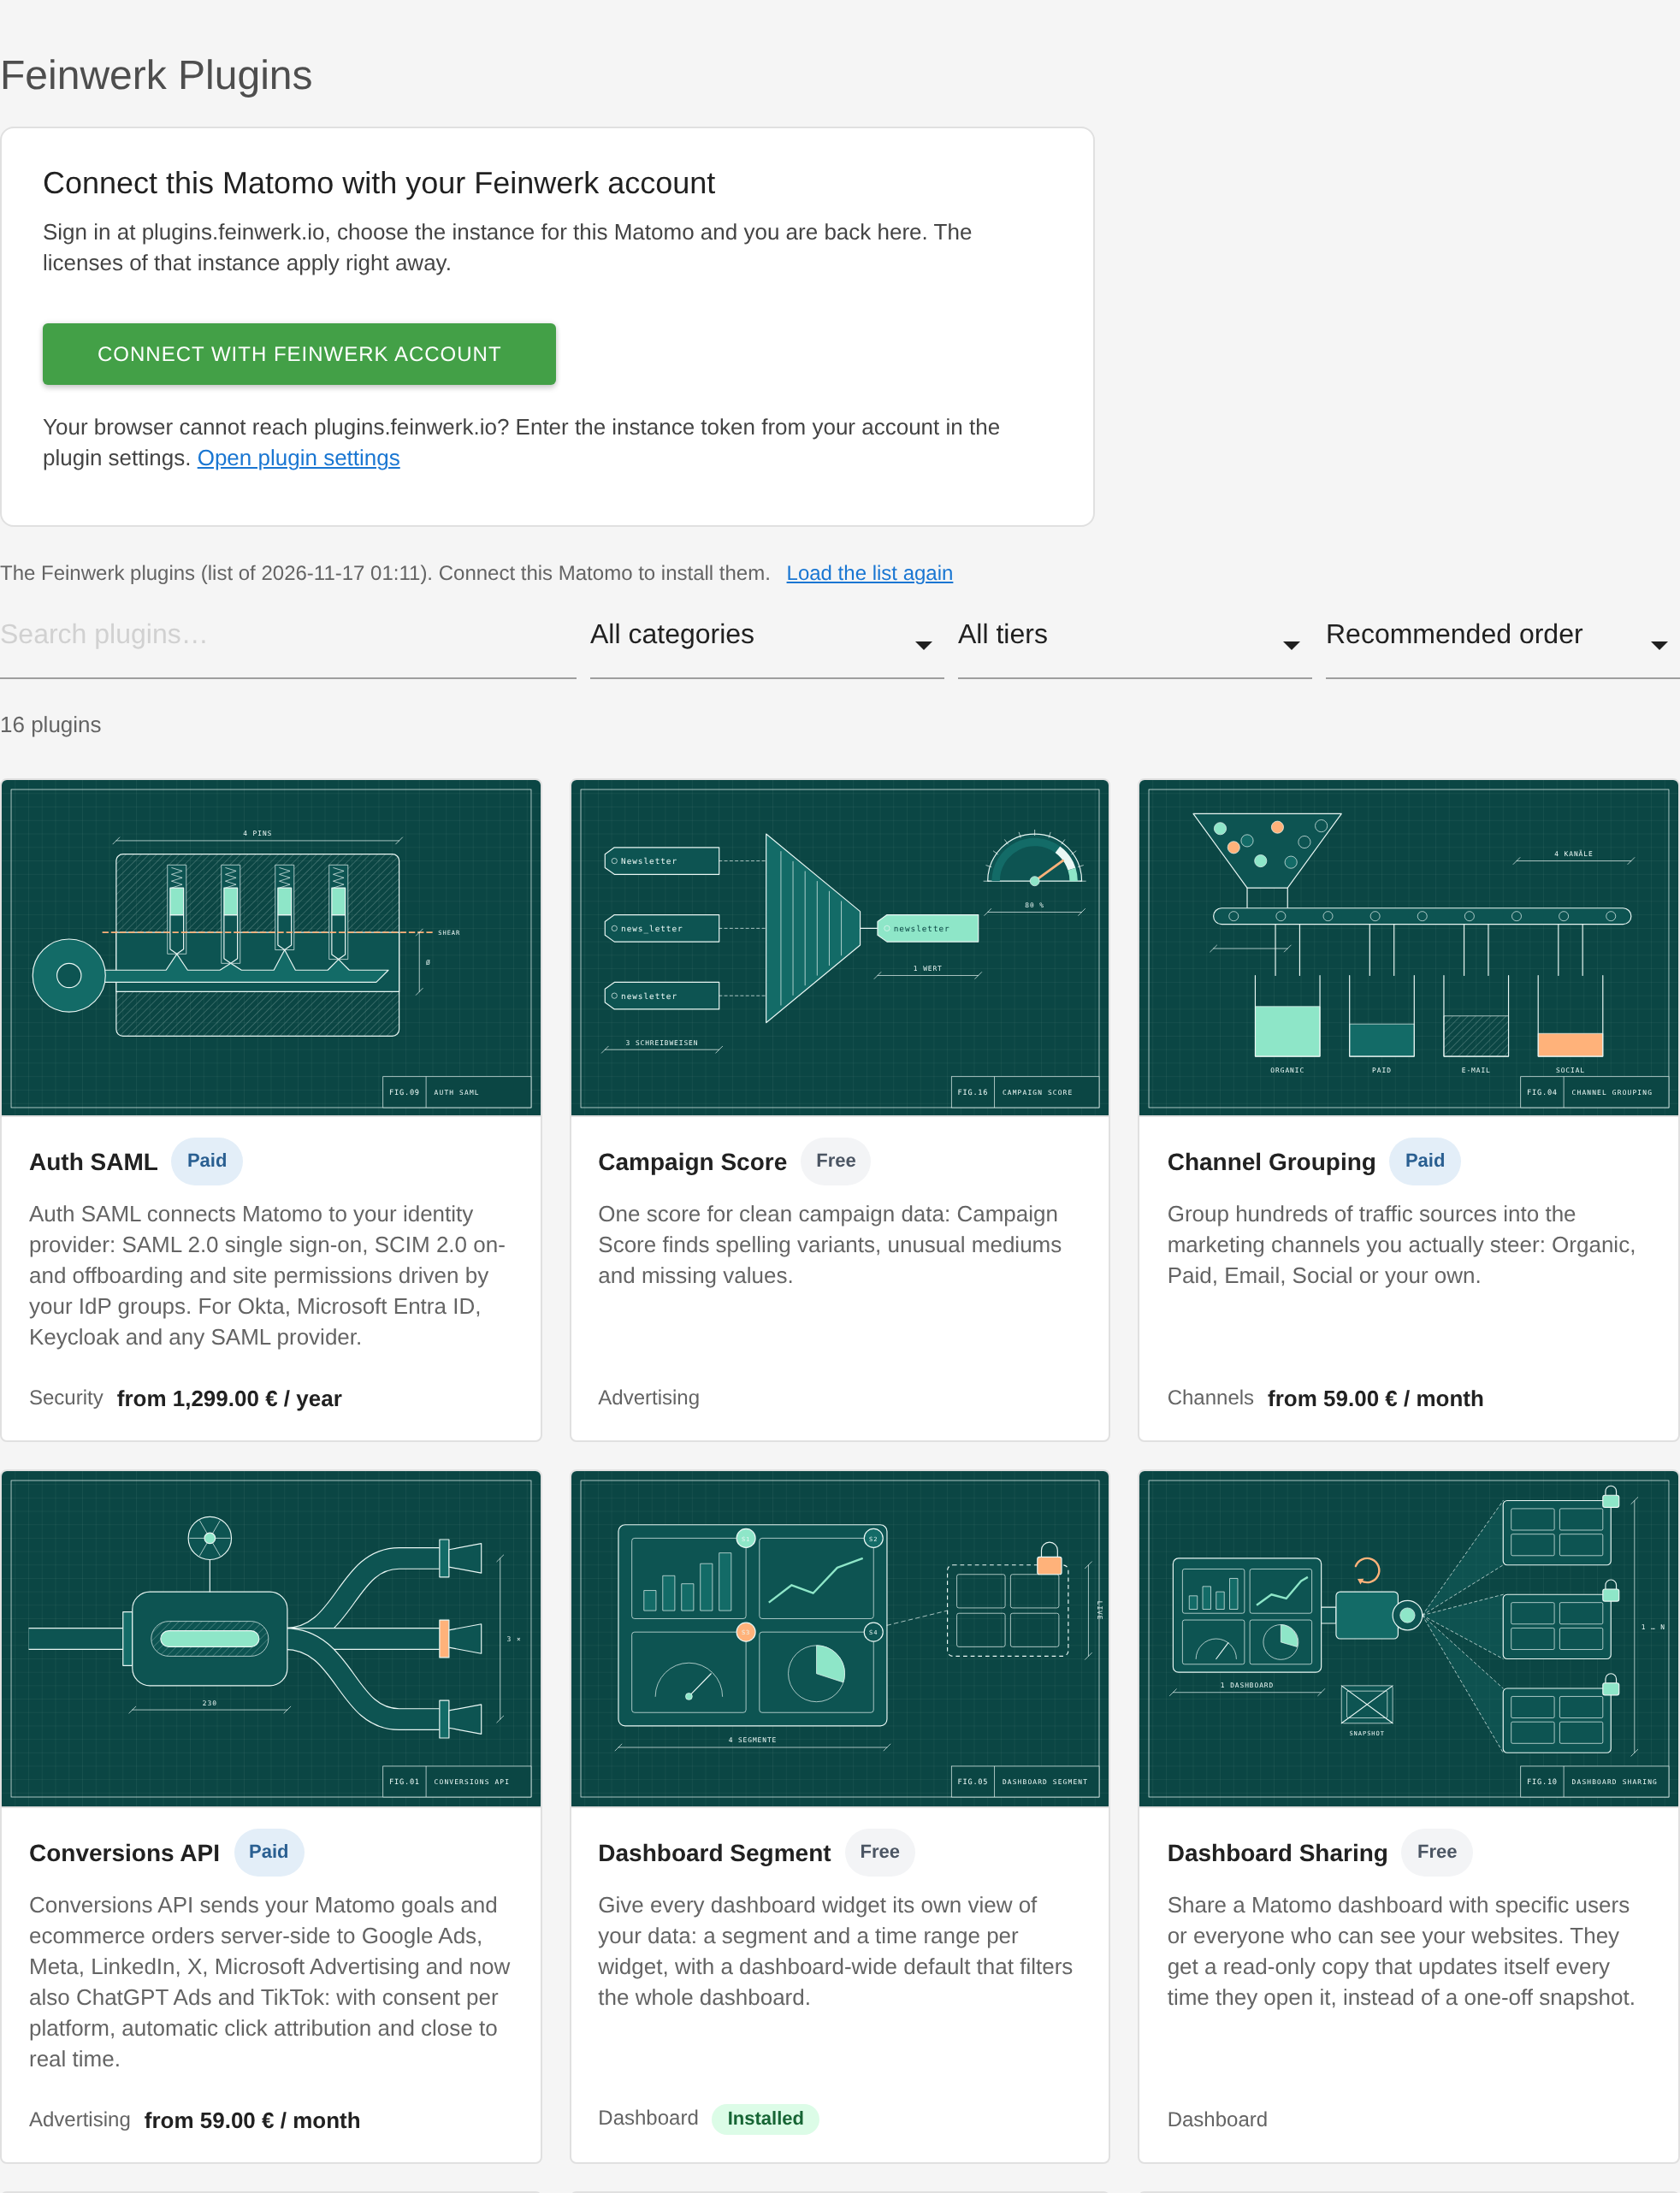 Feinwerk Plugins
Connect this Matomo with your Feinwerk account
Sign in at plugins.feinwerk.io, choose the instance for this Matomo and you are back here. The
licenses of that instance apply right away.
CONNECT WITH FEINWERK ACCOUNT
Your browser cannot reach plugins.feinwerk.io? Enter the instance token from your account in the
plugin settings. Open plugin settings
The Feinwerk plugins (list of 2026-11-17 01:11). Connect this Matomo to install them. Load the list again
Search plugins…
All categories
All tiers
Recommended order
16 plugins
4 PINS
SHEAR
Ø
FIG.09 AUTH SAML
Newsletter
news_letter
newsletter
3 SCHREIBWEISEN
newsletter
1 WERT
80 %
FIG.16 CAMPAIGN SCORE
4 KANÄLE
ORGANIC
PAID
E-MAIL
SOCIAL
FIG.04 CHANNEL GROUPING
Auth SAML Paid
Auth SAML connects Matomo to your identity
provider: SAML 2.0 single sign-on, SCIM 2.0 on-
and offboarding and site permissions driven by
your IdP groups. For Okta, Microsoft Entra ID,
Keycloak and any SAML provider.
Security from 1,299.00 € / year
Campaign Score Free
One score for clean campaign data: Campaign
Score finds spelling variants, unusual mediums
and missing values.
Advertising
Channel Grouping Paid
Group hundreds of traffic sources into the
marketing channels you actually steer: Organic,
Paid, Email, Social or your own.
Channels from 59.00 € / month
230
3 ×
FIG.01 CONVERSIONS API
S1
S2
S3
S4
LIVE
4 SEGMENTE
FIG.05 DASHBOARD SEGMENT
1 DASHBOARD
SNAPSHOT
1 … N
FIG.10 DASHBOARD SHARING
Conversions API Paid
Conversions API sends your Matomo goals and
ecommerce orders server-side to Google Ads,
Meta, LinkedIn, X, Microsoft Advertising and now
also ChatGPT Ads and TikTok: with consent per
platform, automatic click attribution and close to
real time.
Advertising from 59.00 € / month
Dashboard Segment Free
Give every dashboard widget its own view of
your data: a segment and a time range per
widget, with a dashboard-wide default that filters
the whole dashboard.
Dashboard Installed
Dashboard Sharing Free
Share a Matomo dashboard with specific users
or everyone who can see your websites. They
get a read-only copy that updates itself every
time they open it, instead of a one-off snapshot.
Dashboard